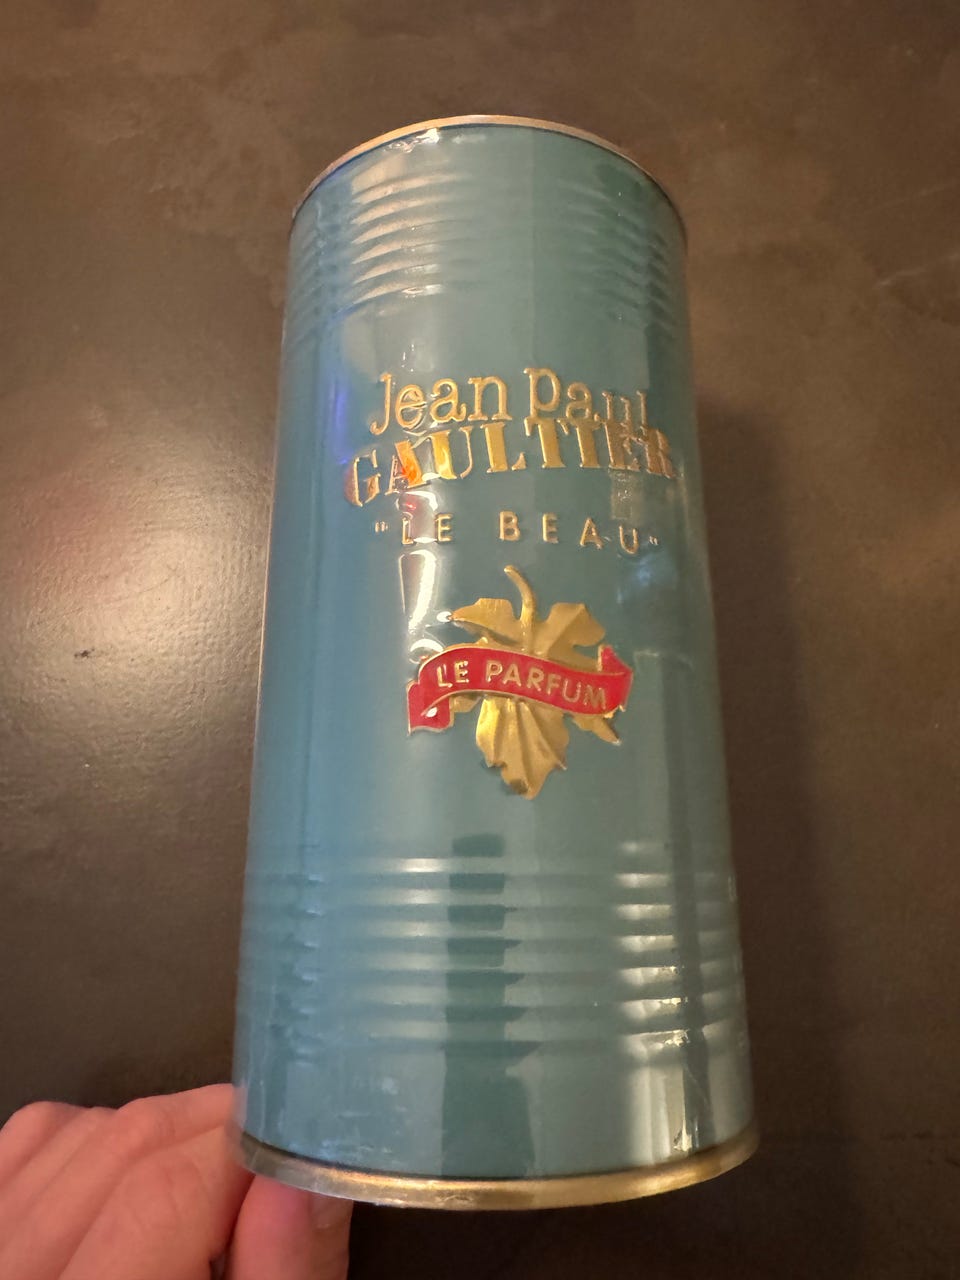 Jean Paul
GAULTIER
"LE BEAU"
LE PARFUM